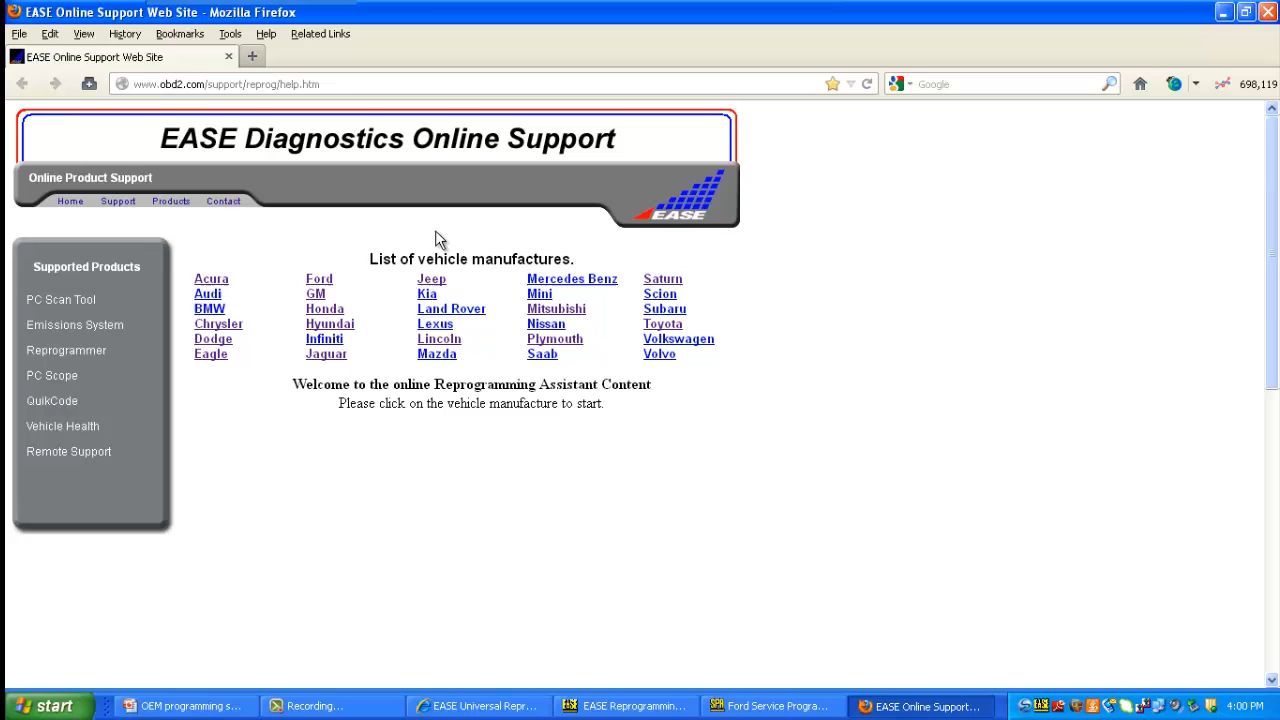 EASE Online Support Web Site - Mozilla Firefox
File Edit View History Bookmarks Tools Help Related Links
EASE Online Support Web Site
www.obd2.com/support/reprog/help.htm
Google
698,119
EASE Diagnostics Online Support
Online Product Support
Home Support Products Contact
EASE
Supported Products
PC Scan Tool
Emissions System
Reprogrammer
PC Scope
QuikCode
Vehicle Health
Remote Support
List of vehicle manufactures.
Acura Ford Jeep Mercedes Benz Saturn
Audi GM Kia Mini Scion
BMW Honda Land Rover Mitsubishi Subaru
Chrysler Hyundai Lexus Nissan Toyota
Dodge Infiniti Lincoln Plymouth Volkswagen
Eagle Jaguar Mazda Saab Volvo
Welcome to the online Reprogramming Assistant Content
Please click on the vehicle manufacture to start.
start OEM programming s... Recording... EASE Universal Repr... EASE Reprogrammin... Ford Service Progra... EASE Online Support... 4:00 PM